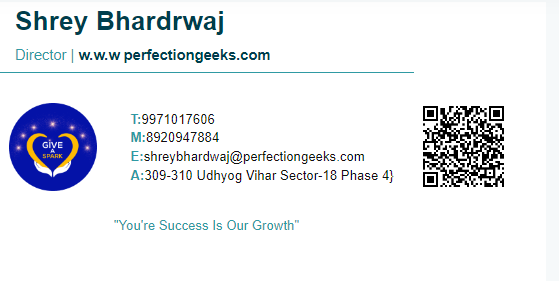 Shrey Bhardrwaj
Director | w.w.w perfectiongeeks.com
GIVE
A
SPARK
T:9971017606
M:8920947884
E:shreybhardwaj@perfectiongeeks.com
A:309-310 Udhyog Vihar Sector-18 Phase 4}
"You're Success Is Our Growth"